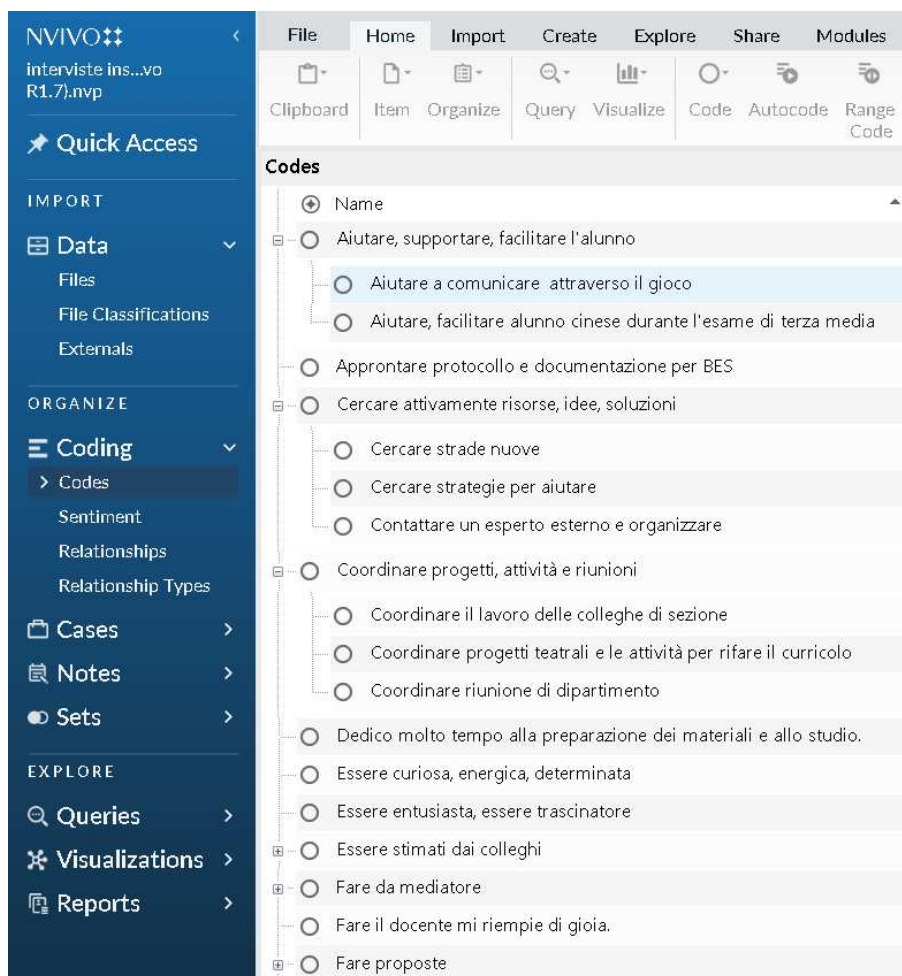 NVIVO
interviste ins...vo
R1.7).nvp
Quick Access
IMPORT
Data
Files
File Classifications
Externals
ORGANIZE
Coding
Codes
Sentiment
Relationships
Relationship Types
Cases
Notes
Sets
EXPLORE
Queries
Visualizations
Reports
File Home Import Create Explore Share Modules
Clipboard Item Organize Query Visualize Code Autocode Range
Code
Codes
Name
Aiutare, supportare, facilitare l'alunno
Aiutare a comunicare attraverso il gioco
Aiutare, facilitare alunno cinese durante l'esame di terza media
Approntare protocollo e documentazione per BES
Cercare attivamente risorse, idee, soluzioni
Cercare strade nuove
Cercare strategie per aiutare
Contattare un esperto esterno e organizzare
Coordinare progetti, attività e riunioni
Coordinare il lavoro delle colleghe di sezione
Coordinare progetti teatrali e le attività per rifare il curricolo
Coordinare riunione di dipartimento
Dedico molto tempo alla preparazione dei materiali e allo studio.
Essere curiosa, energica, determinata
Essere entusiasta, essere trascinatore
Essere stimati dai colleghi
Fare da mediatore
Fare il docente mi riempie di gioia.
Fare proposte